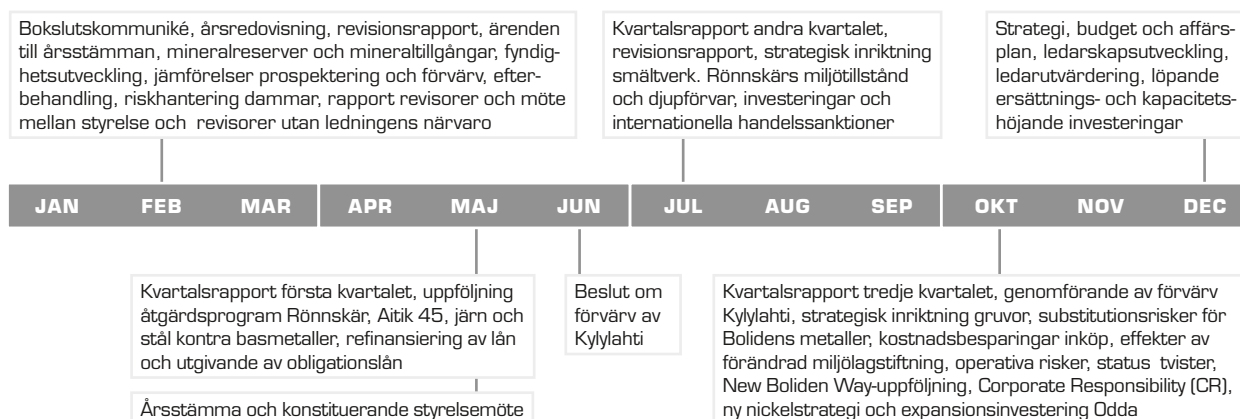 Bokslutskommuniké, årsredovisning, revisionsrapport, ärenden
till årsstämman, mineralreserver och mineraltillgångar, fyndig-
hetsutveckling, jämförelser prospektering och förvärv, efter-
behandling, riskhantering dammar, rapport revisorer och möte
mellan styrelse och revisorer utan ledningens närvaro
Kvartalsrapport andra kvartalet,
revisionsrapport, strategisk inriktning
smältverk. Rönnskärs miljötillstånd
och djupförvar, investeringar och
internationella handelssanktioner
Strategi, budget och affärs-
plan, ledarskapsutveckling,
ledarutvärdering, löpande
ersättnings- och kapacitets-
höjande investeringar
JAN FEB MAR APR MAJ JUN JUL AUG SEP OKT NOV DEC
Kvartalsrapport första kvartalet, uppföljning
åtgärdsprogram Rönnskär, Aitik 45, järn och
stål kontra basmetaller, refinansiering av lån
och utgivande av obligationslån
Årsstämma och konstituerande styrelsemöte
Beslut om
förvärv av
Kylylahti
Kvartalsrapport tredje kvartalet, genomförande av förvärv
Kylylahti, strategisk inriktning gruvor, substitutionsrisker för
Bolidens metaller, kostnadsbesparingar inköp, effekter av
förändrad miljölagstiftning, operativa risker, status tvister,
New Boliden Way-uppföljning, Corporate Responsibility (CR),
ny nickelstrategi och expansionsinvestering Odda